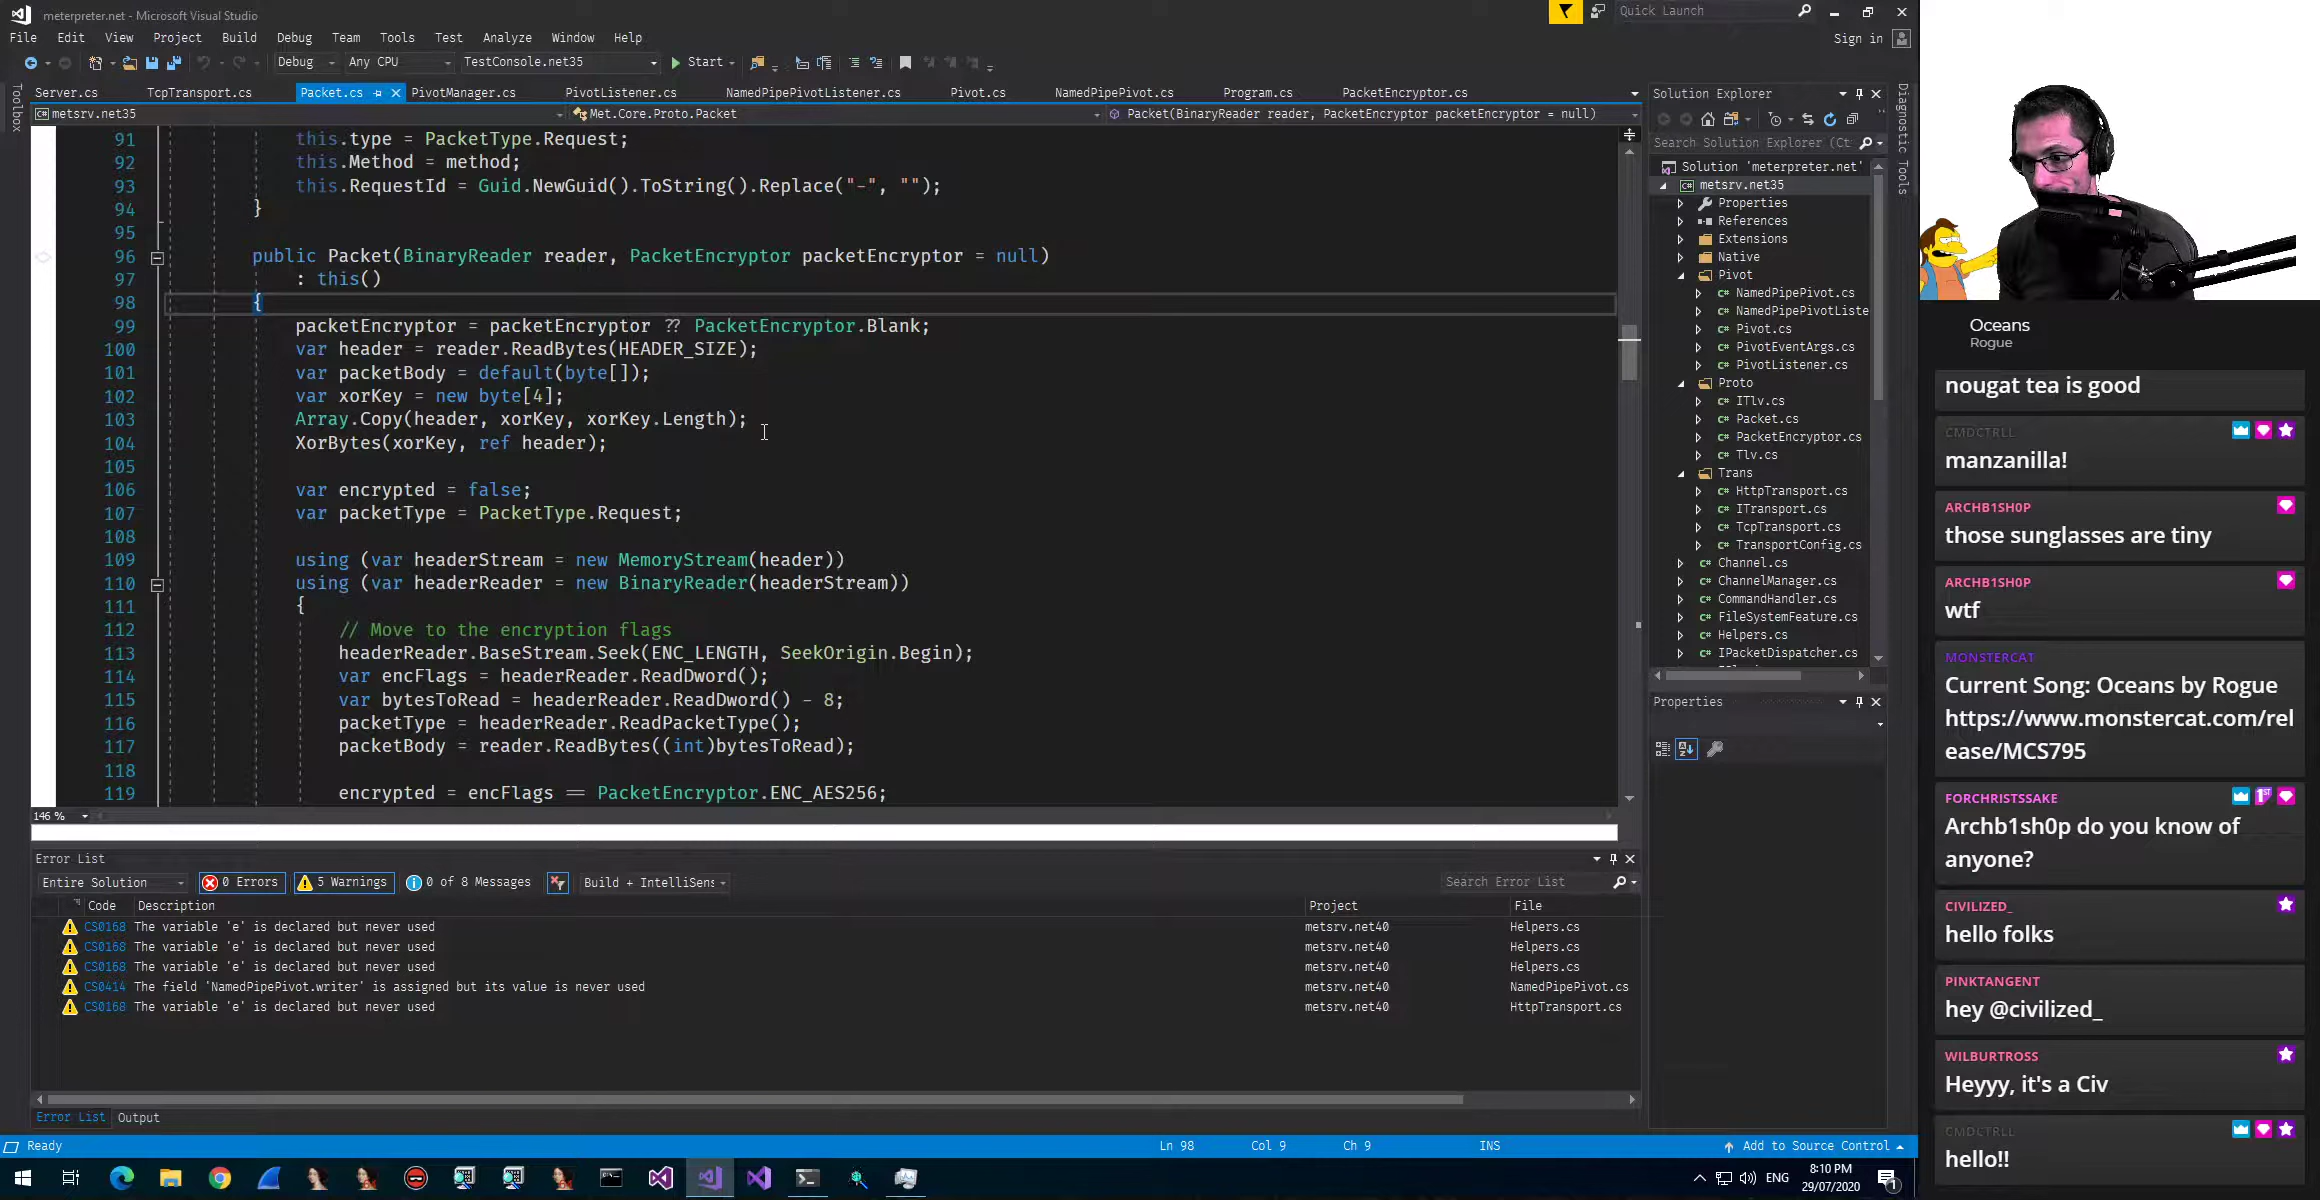 meterpreter.net - Microsoft Visual Studio
Quick Launch
File Edit View Project Build Debug Team Tools Test Analyze Window Help
Sign in
Debug Any CPU TestConsole.net35 Start
Toolbox
Server.cs TcpTransport.cs Packet.cs PivotManager.cs PivotListener.cs NamedPipePivotListener.cs Pivot.cs NamedPipePivot.cs Program.cs PacketEncryptor.cs
metsrv.net35 Met.Core.Proto.Packet Packet(BinaryReader reader, PacketEncryptor packetEncryptor = null)
91 this.type = PacketType.Request;
92 this.Method = method;
93 this.RequestId = Guid.NewGuid().ToString().Replace("-", "");
94 }
95
96 public Packet(BinaryReader reader, PacketEncryptor packetEncryptor = null)
97 : this()
98 {
99 packetEncryptor = packetEncryptor ?? PacketEncryptor.Blank;
100 var header = reader.ReadBytes(HEADER_SIZE);
101 var packetBody = default(byte[]);
102 var xorKey = new byte[4];
103 Array.Copy(header, xorKey, xorKey.Length);
104 XorBytes(xorKey, ref header);
105
106 var encrypted = false;
107 var packetType = PacketType.Request;
108
109 using (var headerStream = new MemoryStream(header))
110 using (var headerReader = new BinaryReader(headerStream))
111 {
112 // Move to the encryption flags
113 headerReader.BaseStream.Seek(ENC_LENGTH, SeekOrigin.Begin);
114 var encFlags = headerReader.ReadDword();
115 var bytesToRead = headerReader.ReadDword() - 8;
116 packetType = headerReader.ReadPacketType();
117 packetBody = reader.ReadBytes((int)bytesToRead);
118
119 encrypted = encFlags == PacketEncryptor.ENC_AES256;
146 %
Error List
Entire Solution 0 Errors 5 Warnings 0 of 8 Messages Build + IntelliSens Search Error List
Code Description Project File
CS0168 The variable 'e' is declared but never used metsrv.net40 Helpers.cs
CS0168 The variable 'e' is declared but never used metsrv.net40 Helpers.cs
CS0168 The variable 'e' is declared but never used metsrv.net40 Helpers.cs
CS0414 The field 'NamedPipePivot.writer' is assigned but its value is never used metsrv.net40 NamedPipePivot.cs
CS0168 The variable 'e' is declared but never used metsrv.net40 HttpTransport.cs
Error List Output
Ready Ln 98 Col 9 Ch 9 INS Add to Source Control
Solution Explorer
Search Solution Explorer (Ct
Solution 'meterpreter.net'
metsrv.net35
Properties
References
Extensions
Native
Pivot
NamedPipePivot.cs
NamedPipePivotListe
Pivot.cs
PivotEventArgs.cs
PivotListener.cs
Proto
ITlv.cs
Packet.cs
PacketEncryptor.cs
Tlv.cs
Trans
HttpTransport.cs
ITransport.cs
TcpTransport.cs
TransportConfig.cs
Channel.cs
ChannelManager.cs
CommandHandler.cs
FileSystemFeature.cs
Helpers.cs
IPacketDispatcher.cs
Properties
Diagnostic Tools
ENG
8:10 PM
29/07/2020
1
Oceans
Rogue
nougat tea is good
CMDCTRLL
manzanilla!
ARCHB1SH0P
those sunglasses are tiny
ARCHB1SH0P
wtf
MONSTERCAT
Current Song: Oceans by Rogue
https://www.monstercat.com/rel
ease/MCS795
FORCHRISTSSAKE
1ST
Archb1sh0p do you know of
anyone?
CIVILIZED_
hello folks
PINKTANGENT
hey @civilized_
WILBURTROSS
Heyyy, it's a Civ
CMDCTRLL
hello!!